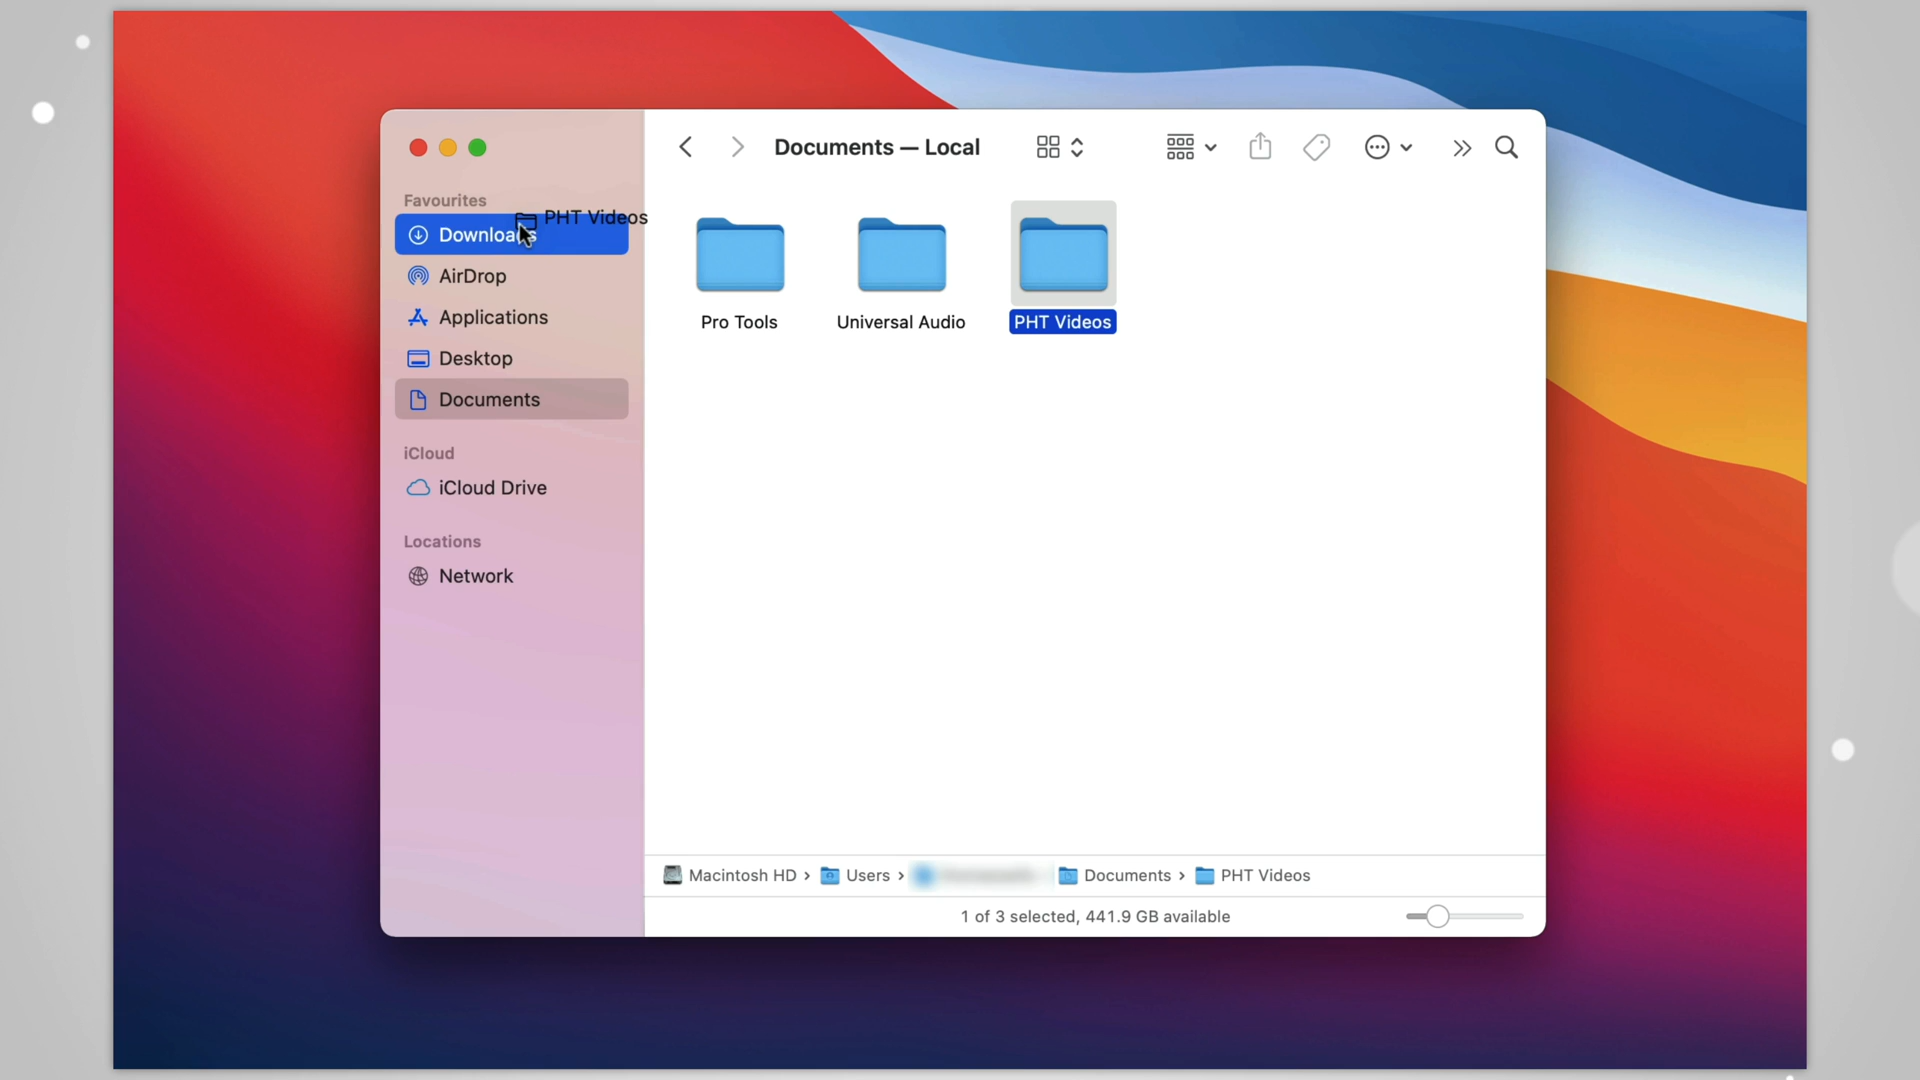 Documents — Local
Favourites
PHT Videos
Downloads
AirDrop
Applications
Desktop
Documents
iCloud
iCloud Drive
Locations
Network
Pro Tools
Universal Audio
PHT Videos
Macintosh HD › Users › Documents › PHT Videos
1 of 3 selected, 441.9 GB available